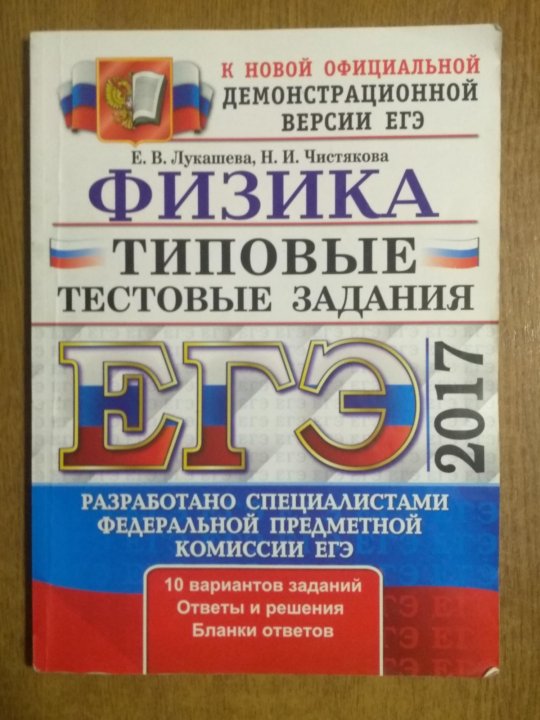 К НОВОЙ ОФИЦИАЛЬНОЙ
ДЕМОНСТРАЦИОННОЙ
ВЕРСИИ ЕГЭ
Е. В. Лукашева, Н. И. Чистякова
ФИЗИКА
ТИПОВЫЕ
ТЕСТОВЫЕ ЗАДАНИЯ
ЕГЭ
2017
РАЗРАБОТАНО СПЕЦИАЛИСТАМИ
ФЕДЕРАЛЬНОЙ ПРЕДМЕТНОЙ
КОМИССИИ ЕГЭ
10 вариантов заданий
Ответы и решения
Бланки ответов